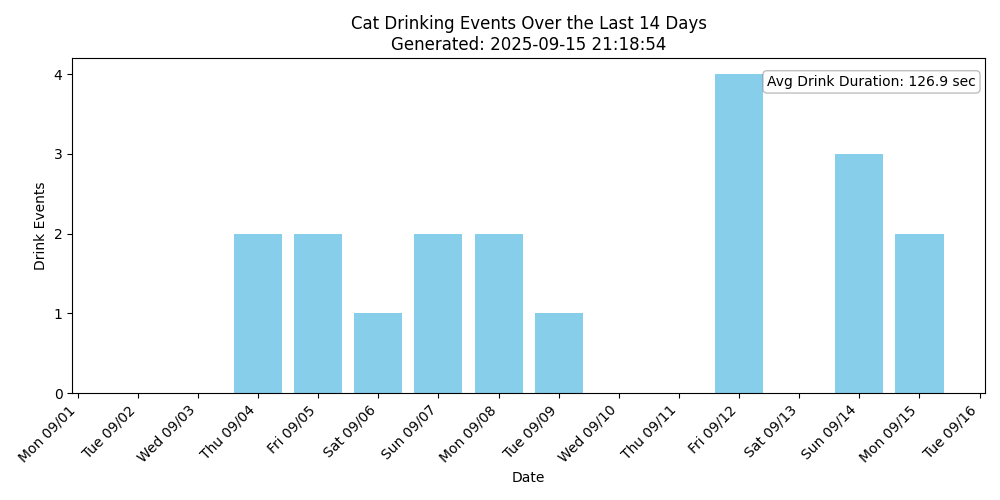 Cat Drinking Events Over the Last 14 Days
Generated: 2025-09-15 21:18:54
Avg Drink Duration: 126.9 sec
Drink Events
4
3
2
1
0
Mon 09/01
Tue 09/02
Wed 09/03
Thu 09/04
Fri 09/05
Sat 09/06
Sun 09/07
Mon 09/08
Tue 09/09
Wed 09/10
Thu 09/11
Fri 09/12
Sat 09/13
Sun 09/14
Mon 09/15
Tue 09/16
Date